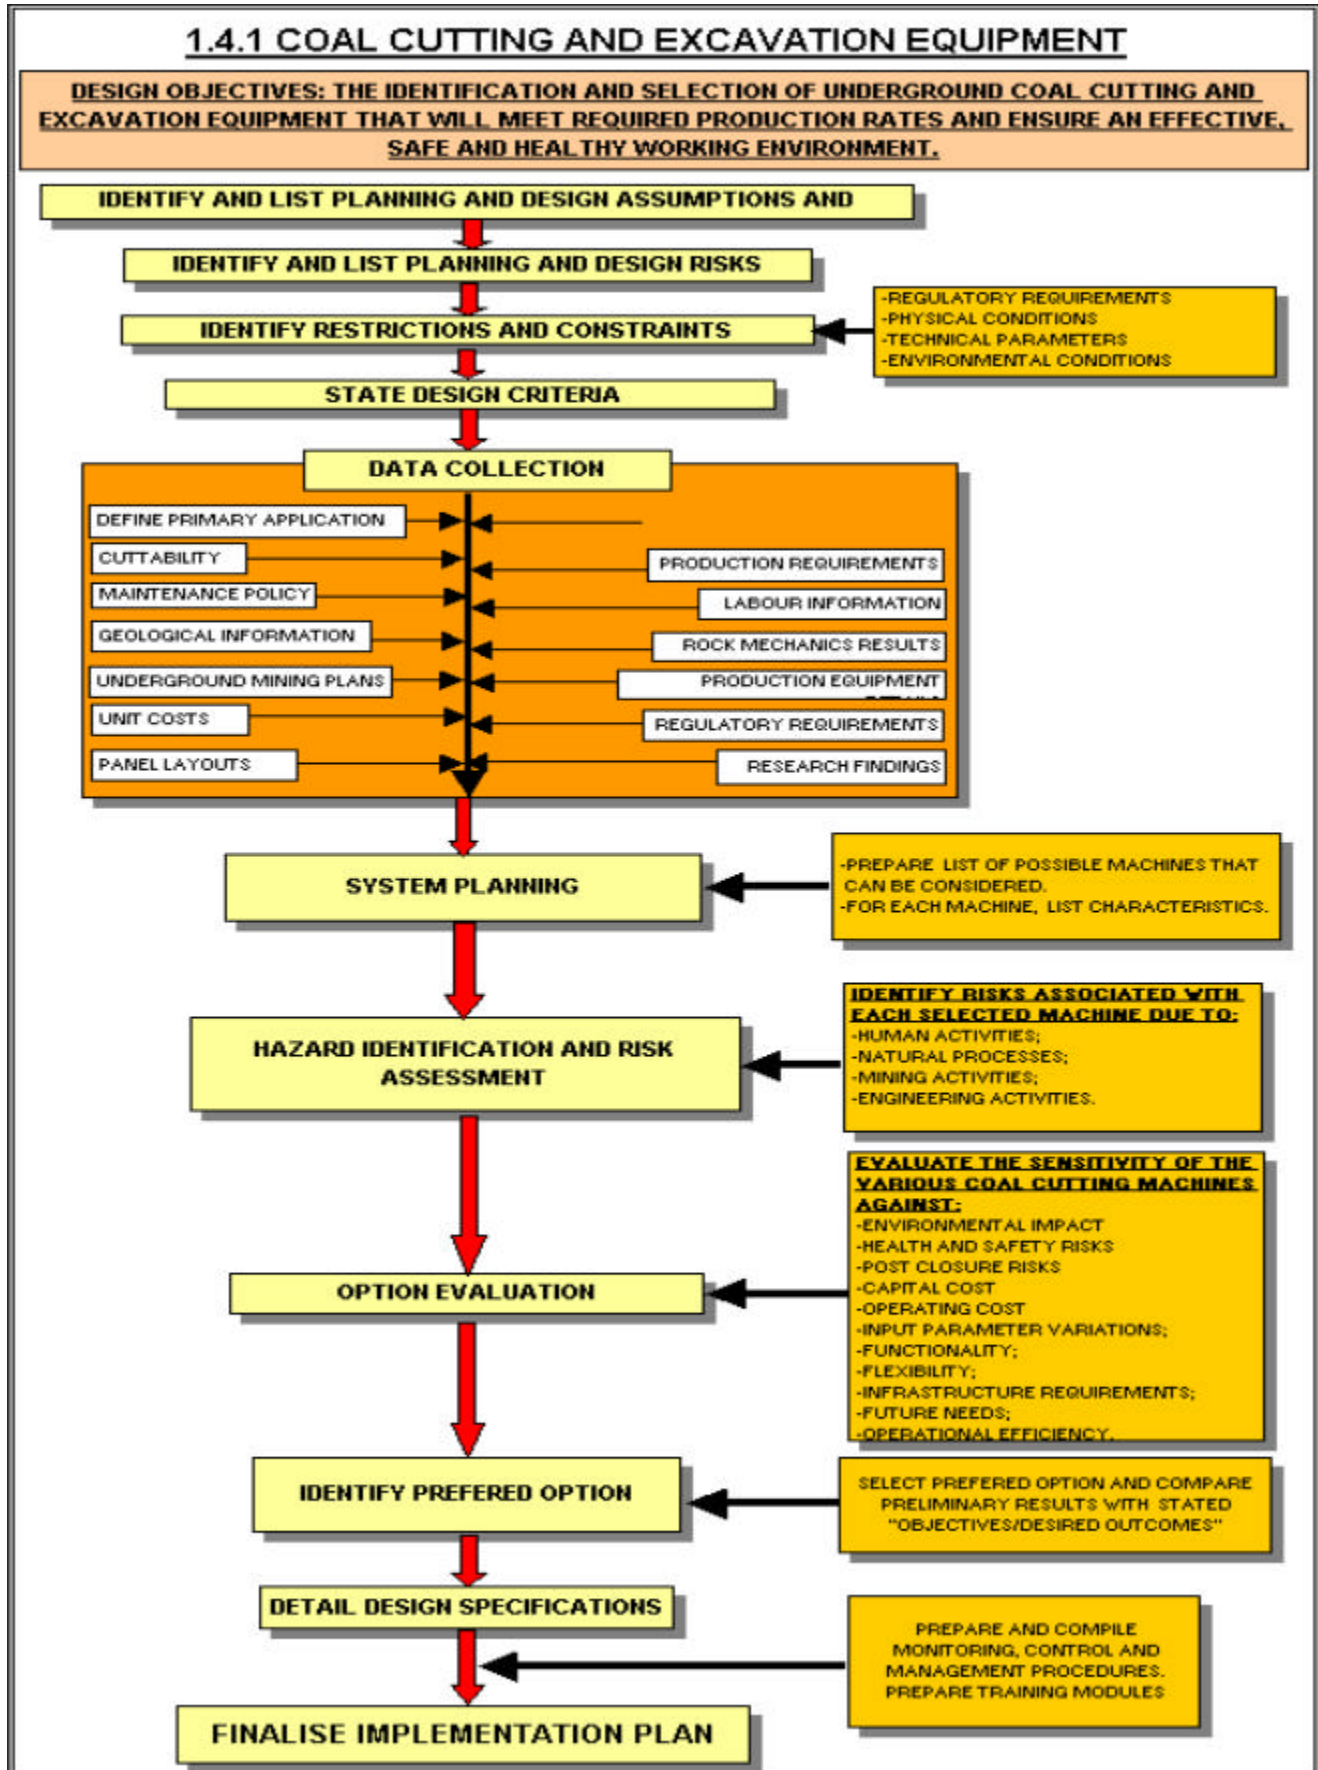 1.4.1 COAL CUTTING AND EXCAVATION EQUIPMENT
DESIGN OBJECTIVES: THE IDENTIFICATION AND SELECTION OF UNDERGROUND COAL CUTTING AND
EXCAVATION EQUIPMENT THAT WILL MEET REQUIRED PRODUCTION RATES AND ENSURE AN EFFECTIVE,
SAFE AND HEALTHY WORKING ENVIRONMENT.
IDENTIFY AND LIST PLANNING AND DESIGN ASSUMPTIONS AND
IDENTIFY AND LIST PLANNING AND DESIGN RISKS
IDENTIFY RESTRICTIONS AND CONSTRAINTS
-REGULATORY REQUIREMENTS
-PHYSICAL CONDITIONS
-TECHNICAL PARAMETERS
-ENVIRONMENTAL CONDITIONS
STATE DESIGN CRITERIA
DATA COLLECTION
DEFINE PRIMARY APPLICATION
CUTTABILITY
MAINTENANCE POLICY
GEOLOGICAL INFORMATION
UNDERGROUND MINING PLANS
UNIT COSTS
PANEL LAYOUTS
PRODUCTION REQUIREMENTS
LABOUR INFORMATION
ROCK MECHANICS RESULTS
PRODUCTION EQUIPMENT
REGULATORY REQUIREMENTS
RESEARCH FINDINGS
SYSTEM PLANNING
-PREPARE LIST OF POSSIBLE MACHINES THAT
CAN BE CONSIDERED.
-FOR EACH MACHINE, LIST CHARACTERISTICS.
HAZARD IDENTIFICATION AND RISK
ASSESSMENT
IDENTIFY RISKS ASSOCIATED WITH
EACH SELECTED MACHINE DUE TO:
-HUMAN ACTIVITIES;
-NATURAL PROCESSES;
-MINING ACTIVITIES;
-ENGINEERING ACTIVITIES.
OPTION EVALUATION
EVALUATE THE SENSITIVITY OF THE
VARIOUS COAL CUTTING MACHINES
AGAINST:
-ENVIRONMENTAL IMPACT
-HEALTH AND SAFETY RISKS
-POST CLOSURE RISKS
-CAPITAL COST
-OPERATING COST
-INPUT PARAMETER VARIATIONS;
-FUNCTIONALITY;
-FLEXIBILITY;
-INFRASTRUCTURE REQUIREMENTS;
-FUTURE NEEDS;
-OPERATIONAL EFFICIENCY.
IDENTIFY PREFERED OPTION
SELECT PREFERED OPTION AND COMPARE
PRELIMINARY RESULTS WITH STATED
"OBJECTIVES/DESIRED OUTCOMES"
DETAIL DESIGN SPECIFICATIONS
PREPARE AND COMPILE
MONITORING, CONTROL AND
MANAGEMENT PROCEDURES.
PREPARE TRAINING MODULES
FINALISE IMPLEMENTATION PLAN